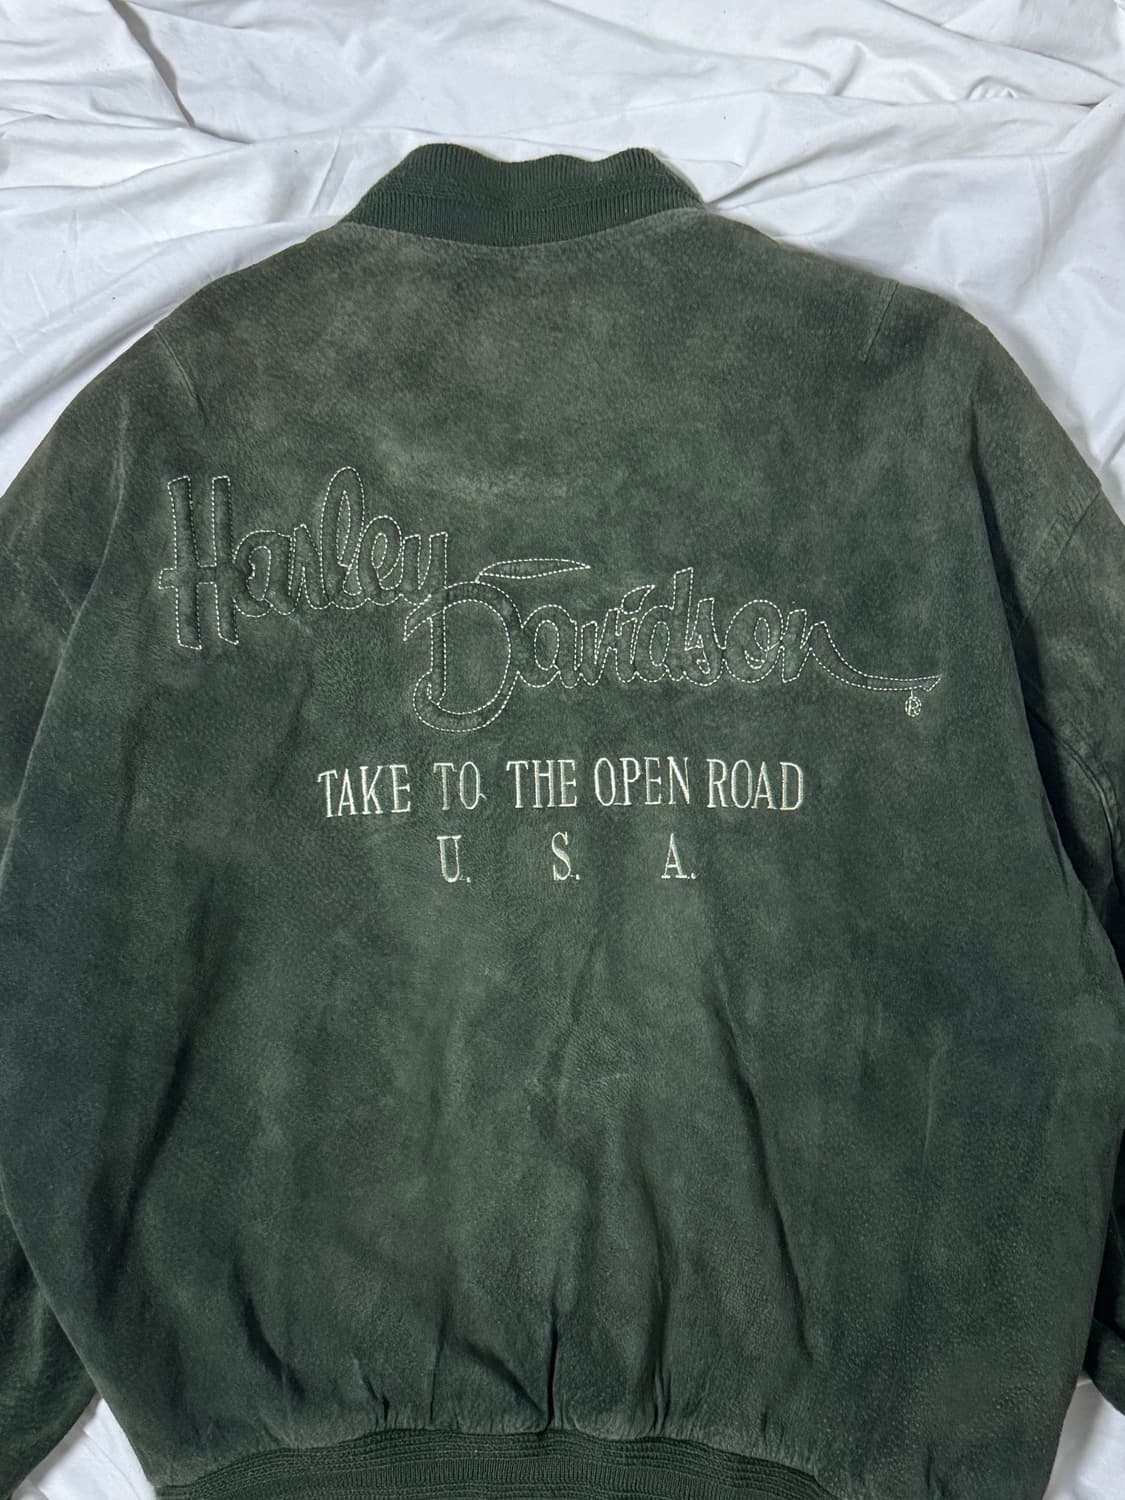 Harley
Davidson ®
TAKE TO THE OPEN ROAD
U. S. A.